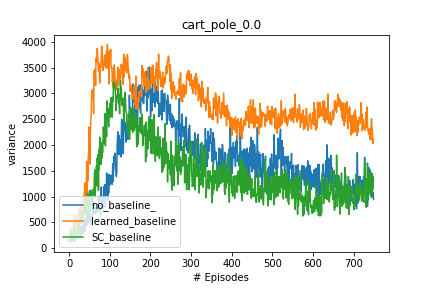 cart_pole_0.0
4000
3500
3000
2500
2000
1500
1000
500
0
variance
no_baseline_
learned_baseline
SC_baseline
0 100 200 300 400 500 600 700
# Episodes